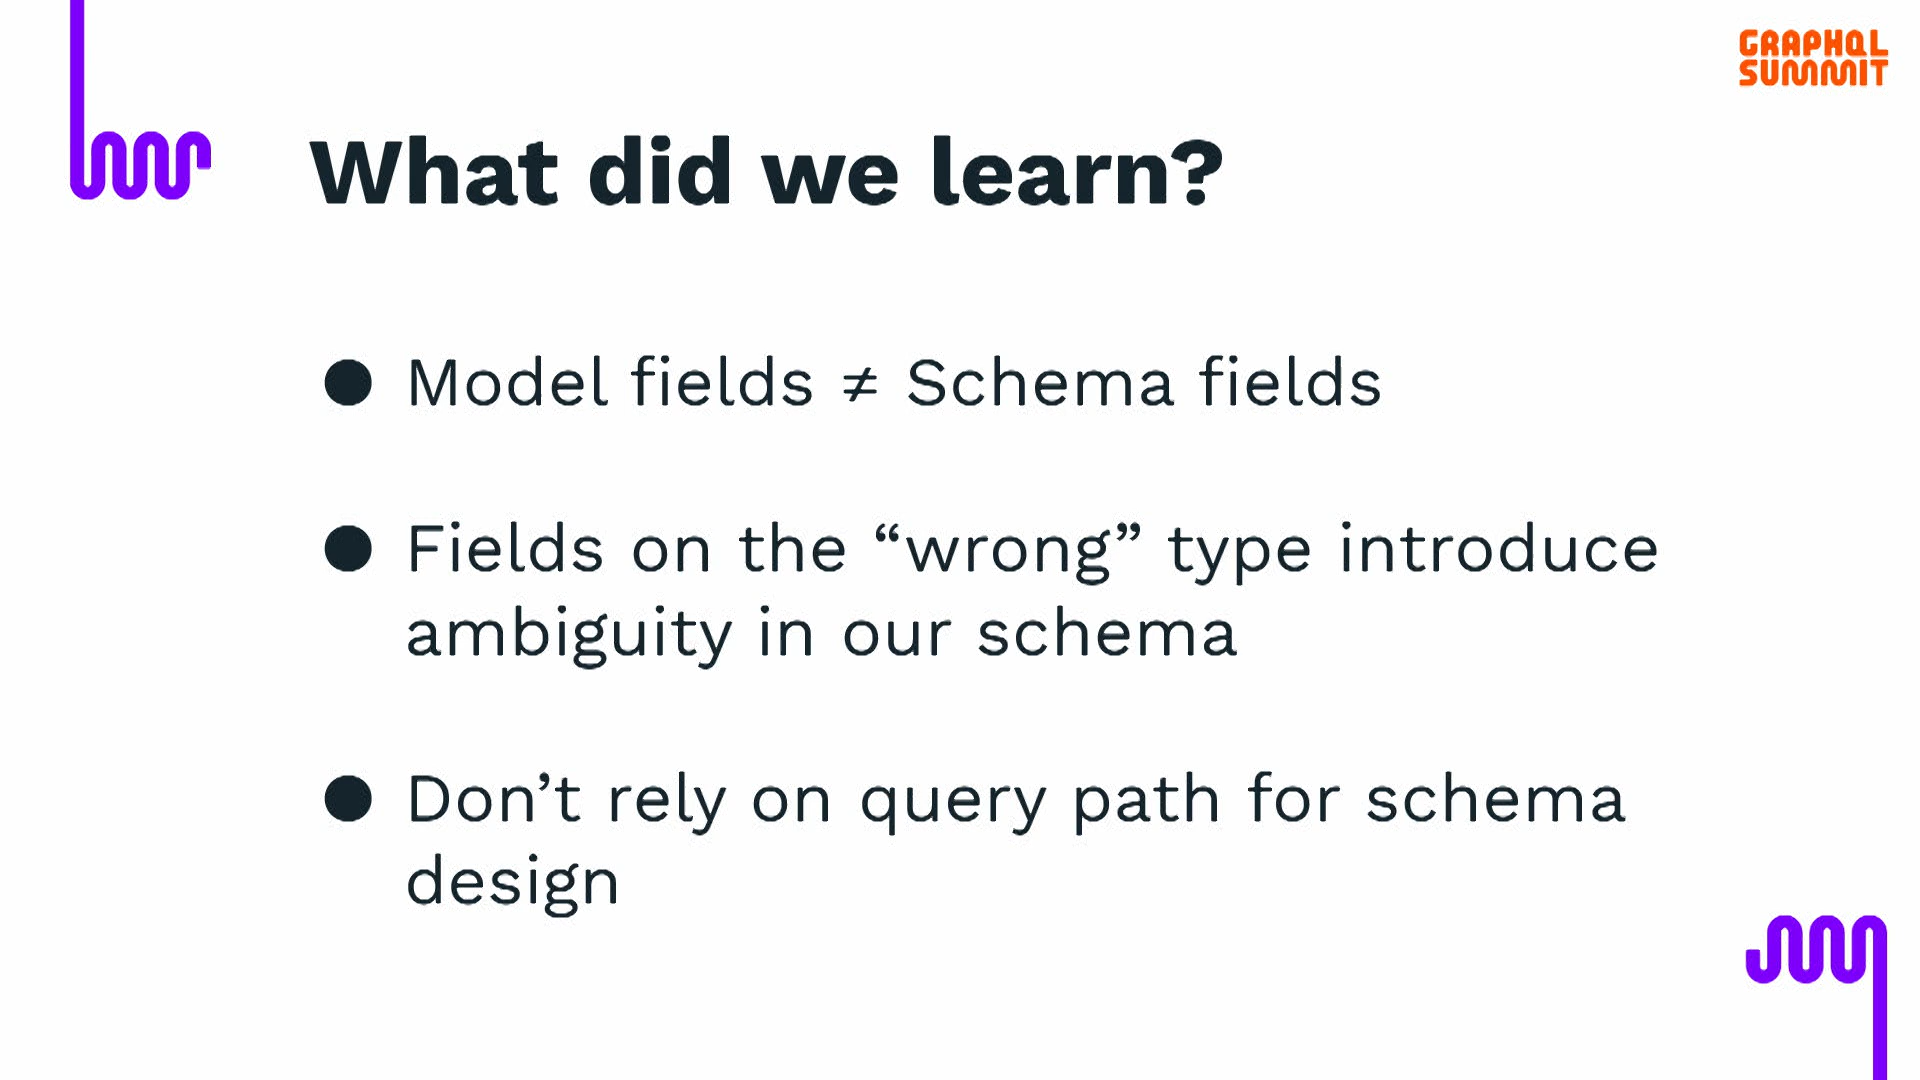 GRAPHQL
SUMMIT
What did we learn?
● Model fields ≠ Schema fields
● Fields on the “wrong” type introduce
ambiguity in our schema
● Don’t rely on query path for schema
design